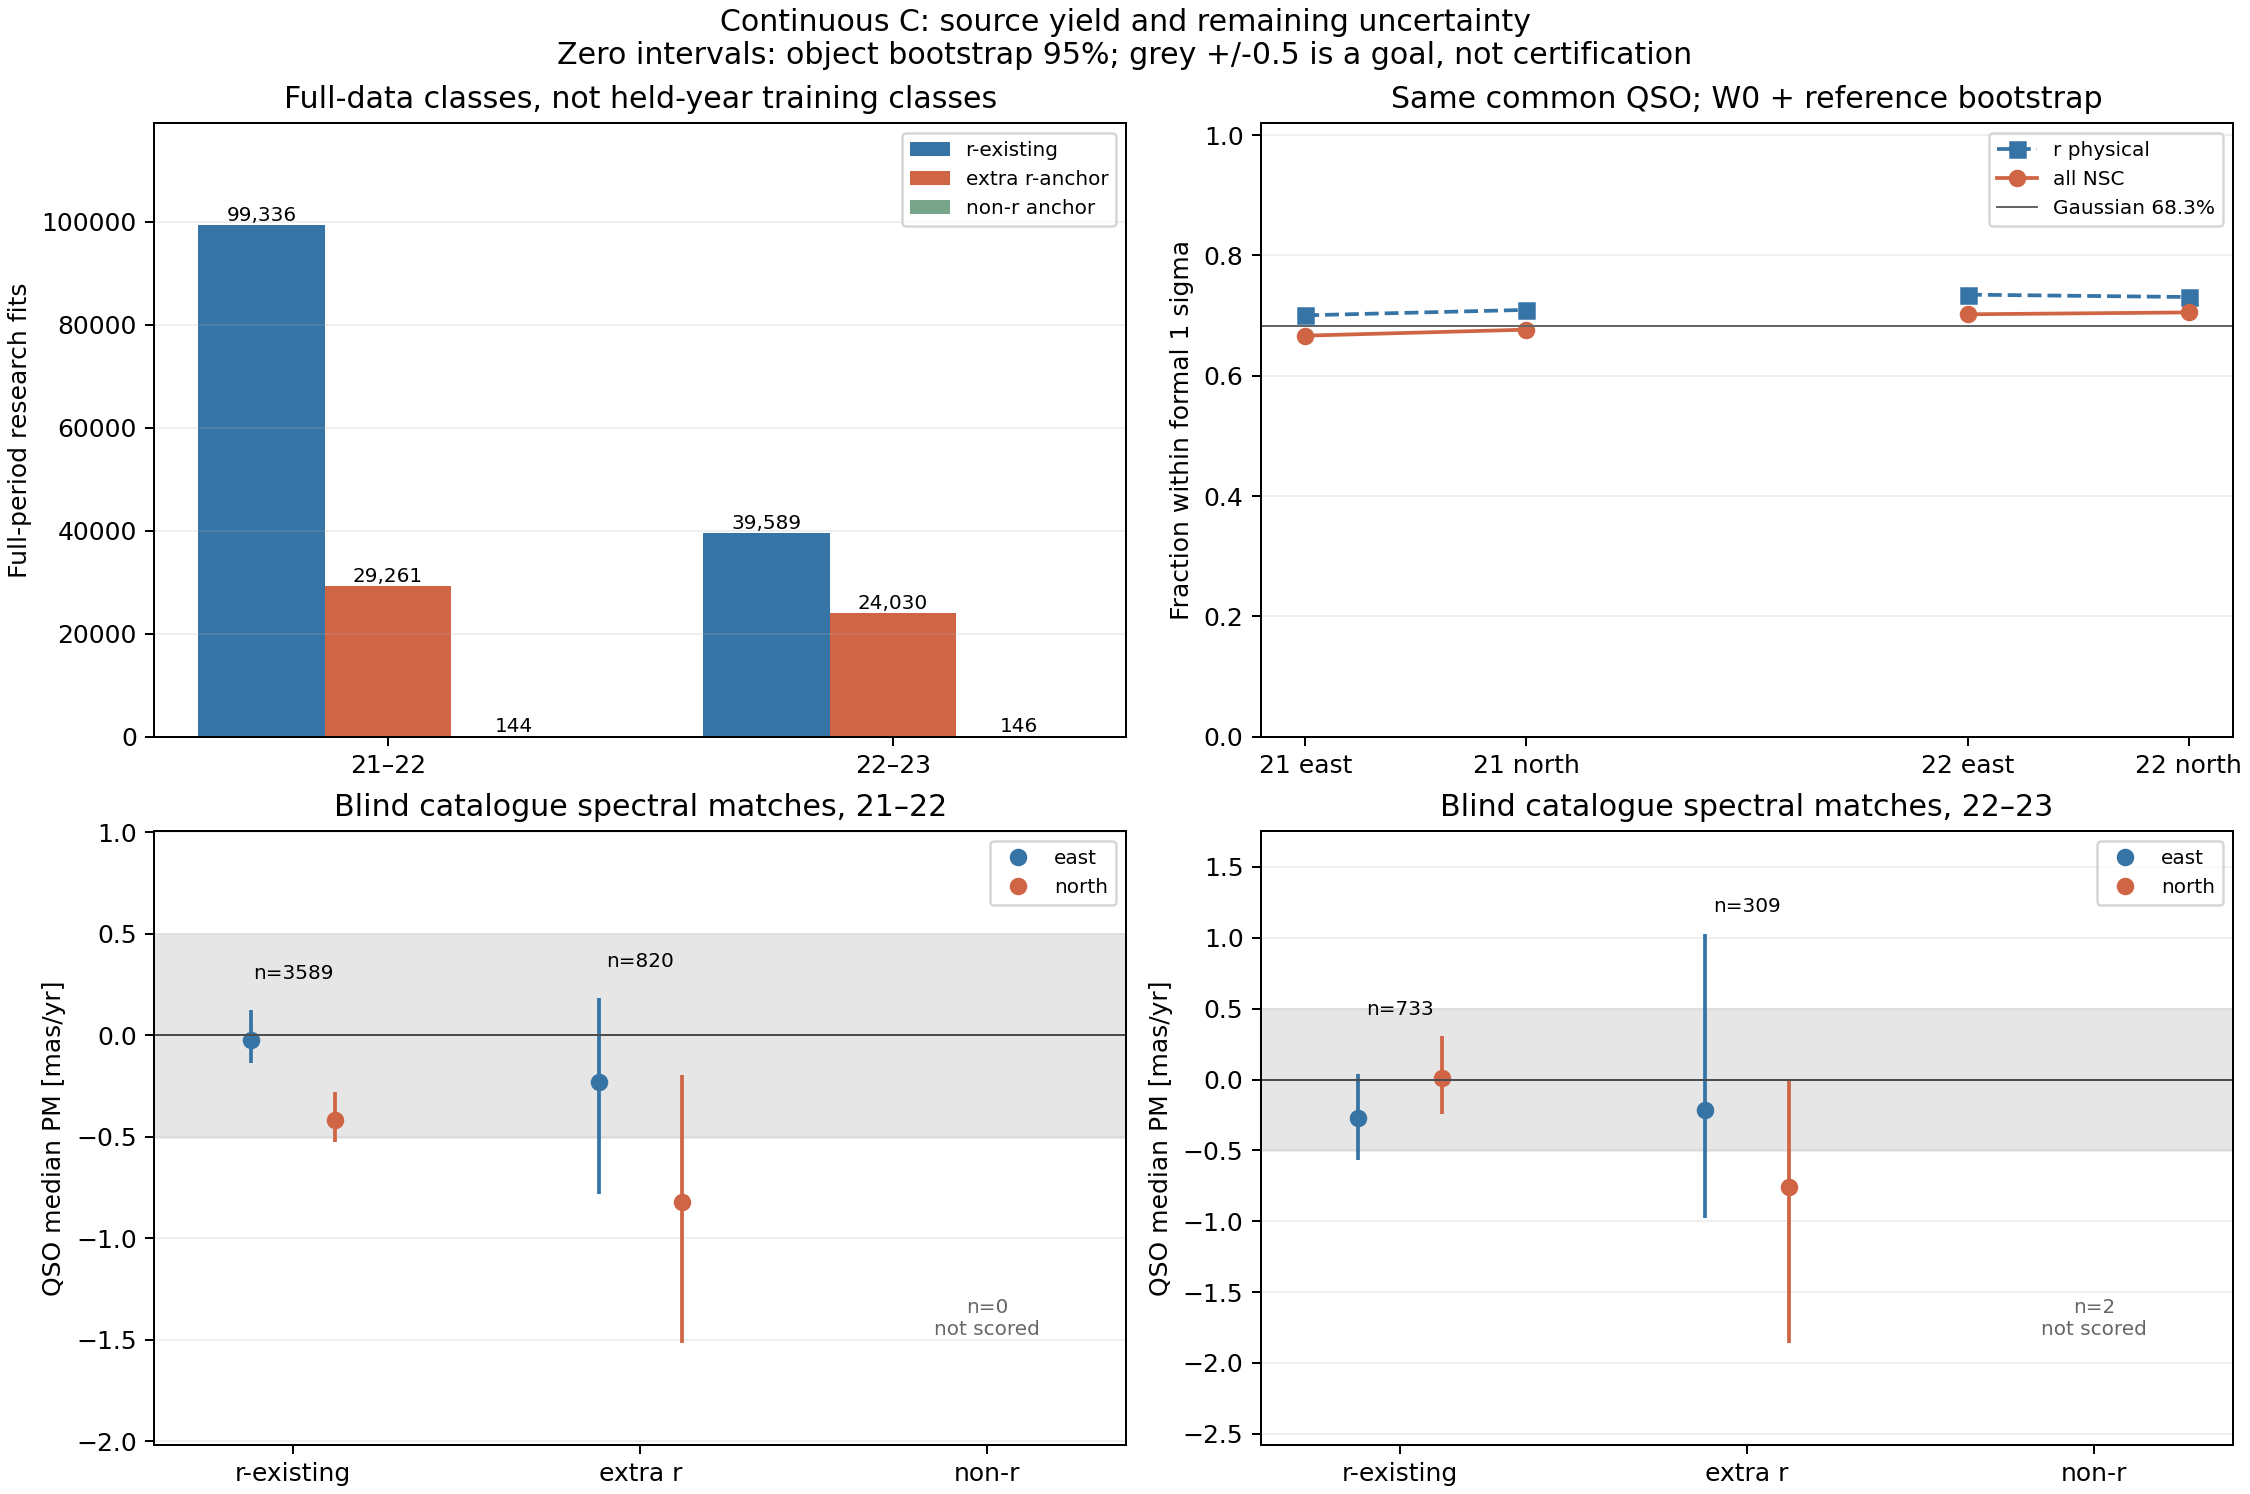 Continuous C: source yield and remaining uncertainty
Zero intervals: object bootstrap 95%; grey +/-0.5 is a goal, not certification
Full-data classes, not held-year training classes
Full-period research fits
100000
80000
60000
40000
20000
0
r-existing
extra r-anchor
non-r anchor
99,336
29,261
144
39,589
24,030
146
21–22
22–23
Same common QSO; W0 + reference bootstrap
Fraction within formal 1 sigma
1.0
0.8
0.6
0.4
0.2
0.0
r physical
all NSC
Gaussian 68.3%
21 east
21 north
22 east
22 north
Blind catalogue spectral matches, 21–22
QSO median PM [mas/yr]
1.0
0.5
0.0
−0.5
−1.0
−1.5
−2.0
east
north
n=3589
n=820
n=0
not scored
r-existing
extra r
non-r
Blind catalogue spectral matches, 22–23
QSO median PM [mas/yr]
1.5
1.0
0.5
0.0
−0.5
−1.0
−1.5
−2.0
−2.5
east
north
n=733
n=309
n=2
not scored
r-existing
extra r
non-r